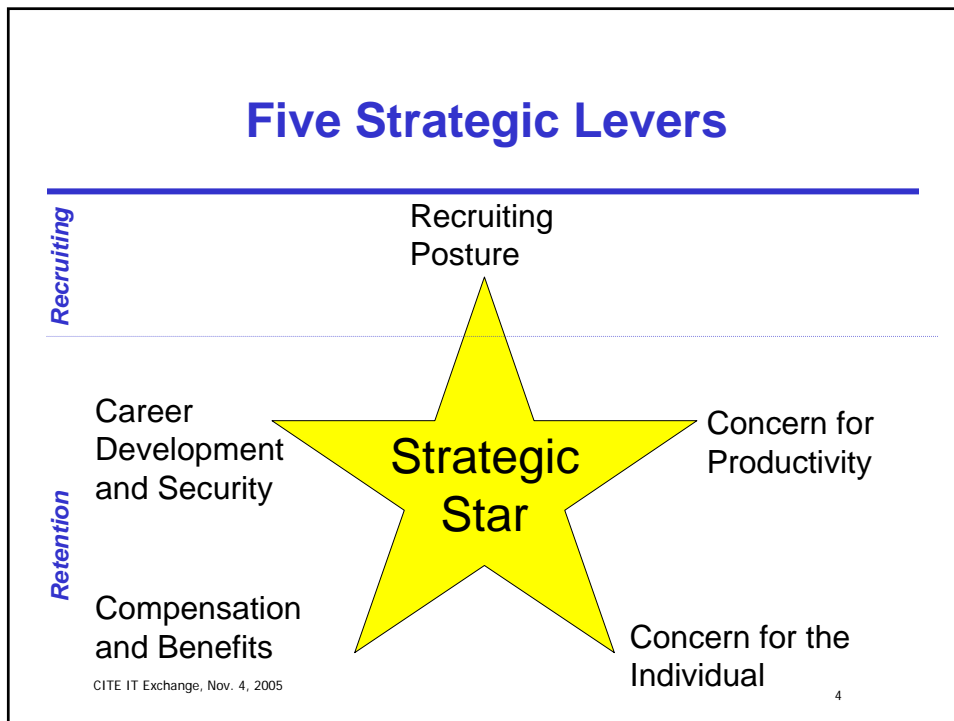 Five Strategic Levers
Recruiting
Recruiting
Posture
Career
Development
and Security
Concern for
Productivity
Strategic
Star
Retention
Compensation
and Benefits
Concern for the
Individual
CITE IT Exchange, Nov. 4, 2005
4